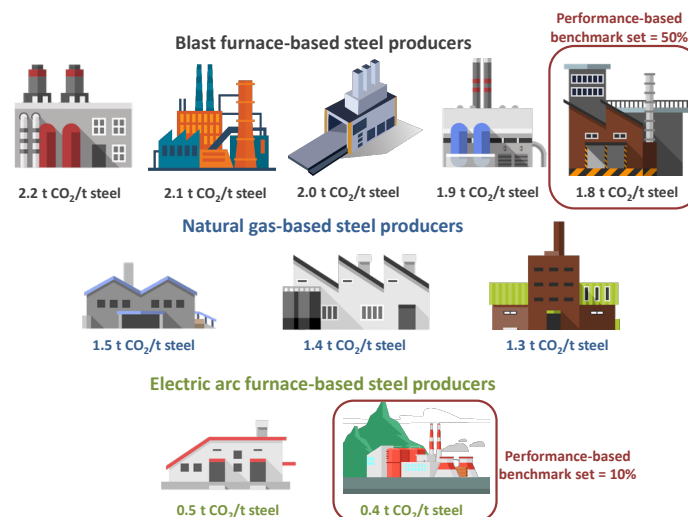 Performance-based
benchmark set = 50%
Blast furnace-based steel producers
2.2 t CO₂/t steel
2.1 t CO₂/t steel
2.0 t CO₂/t steel
1.9 t CO₂/t steel
1.8 t CO₂/t steel
Natural gas-based steel producers
1.5 t CO₂/t steel
1.4 t CO₂/t steel
1.3 t CO₂/t steel
Electric arc furnace-based steel producers
Performance-based
benchmark set = 10%
0.5 t CO₂/t steel
0.4 t CO₂/t steel